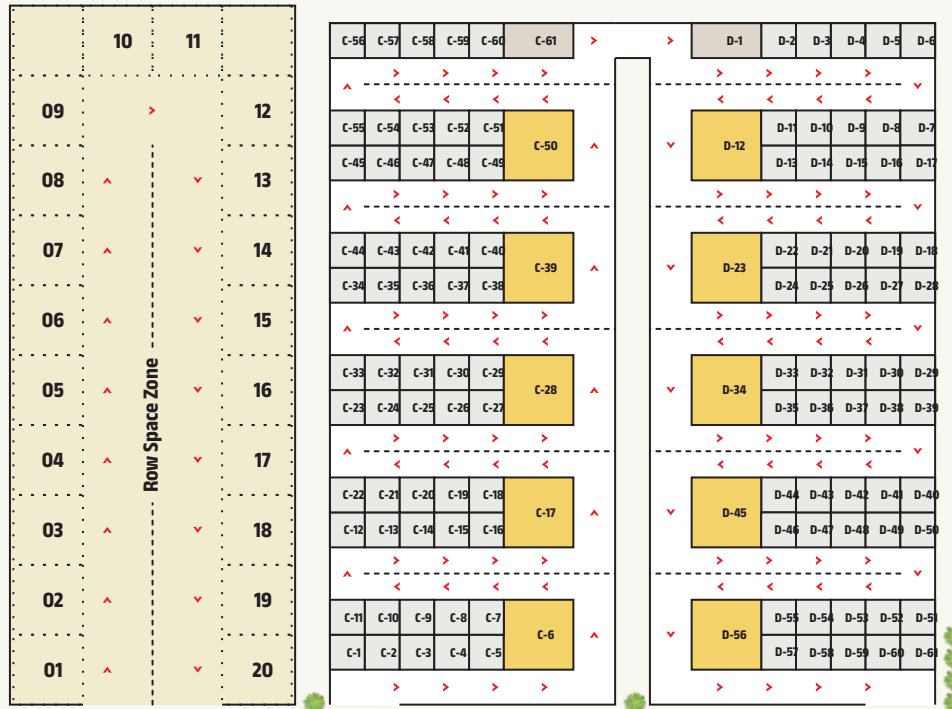 10 11
09 12
08 13
07 14
06 15
05 16
04 17
03 18
02 19
01 20
Row Space Zone
C-56 C-57 C-58 C-59 C-60 C-61
C-55 C-54 C-53 C-52 C-51 C-50
C-45 C-46 C-47 C-48 C-49
C-44 C-43 C-42 C-41 C-40 C-39
C-34 C-35 C-36 C-37 C-38
C-33 C-32 C-31 C-30 C-29 C-28
C-23 C-24 C-25 C-26 C-27
C-22 C-21 C-20 C-19 C-18 C-17
C-12 C-13 C-14 C-15 C-16
C-11 C-10 C-9 C-8 C-7 C-6
C-1 C-2 C-3 C-4 C-5
D-1 D-2 D-3 D-4 D-5 D-6
D-12 D-11 D-10 D-9 D-8 D-7
D-13 D-14 D-15 D-16 D-17
D-23 D-22 D-21 D-20 D-19 D-18
D-24 D-25 D-26 D-27 D-28
D-34 D-33 D-32 D-31 D-30 D-29
D-35 D-36 D-37 D-38 D-39
D-45 D-44 D-43 D-42 D-41 D-40
D-46 D-47 D-48 D-49 D-50
D-56 D-55 D-54 D-53 D-52 D-51
D-57 D-58 D-59 D-60 D-61